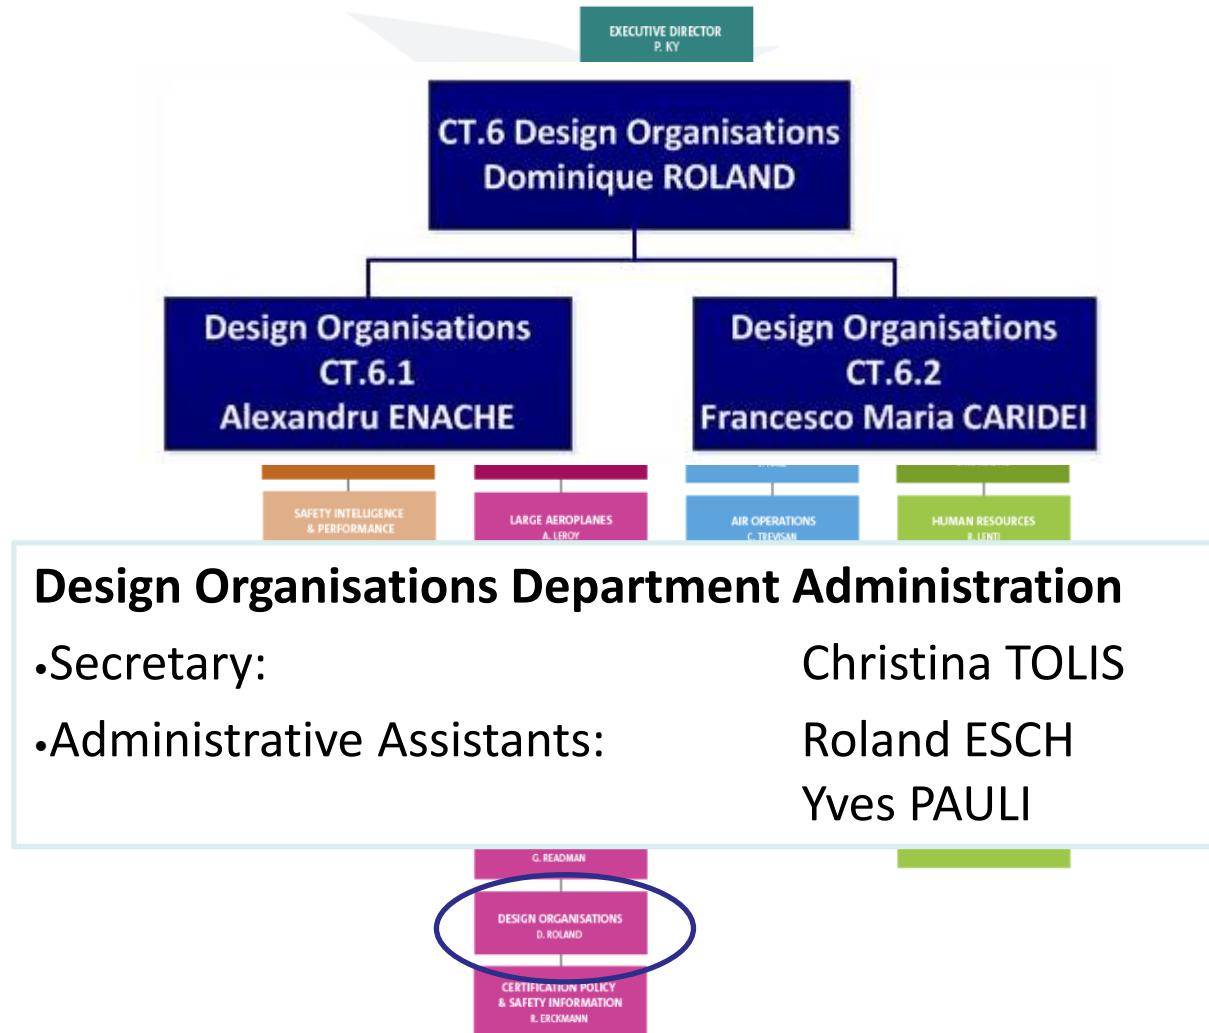 EXECUTIVE DIRECTOR
P. KY
CT.6 Design Organisations
Dominique ROLAND
Design Organisations
CT.6.1
Alexandru ENACHE
Design Organisations
CT.6.2
Francesco Maria CARIDEI
SAFETY INTELLIGENCE
& PERFORMANCE
LARGE AEROPLANES
A. LEROY
AIR OPERATIONS
C. TREVISAN
HUMAN RESOURCES
R. LENTI
Design Organisations Department Administration
•Secretary: Christina TOLIS
•Administrative Assistants: Roland ESCH
Yves PAULI
G. READMAN
DESIGN ORGANISATIONS
D. ROLAND
CERTIFICATION POLICY
& SAFETY INFORMATION
R. ERCKMANN